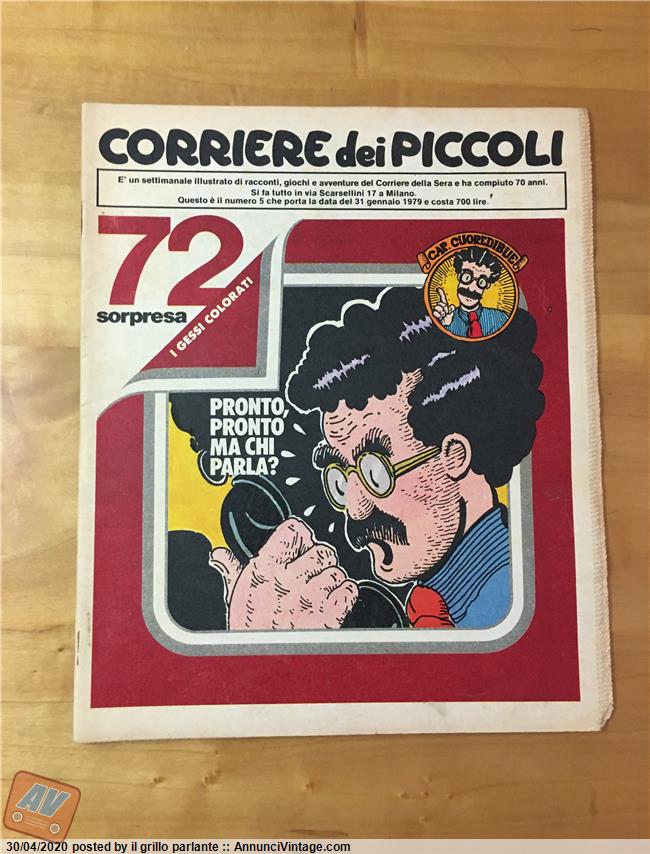 CORRIERE dei PICCOLI
E' un settimanale illustrato di racconti, giochi e avventure del Corriere della Sera e ha compiuto 70 anni.
Si fa tutto in via Scarsellini 17 a Milano.
Questo è il numero 5 che porta la data del 31 gennaio 1979 e costa 700 lire.
72
sorpresa
I GESSI COLORATI
CAP. CUOREDIBUE
PRONTO,
PRONTO
MA CHI
PARLA?
AV
30/04/2020 posted by il grillo parlante :: AnnunciVintage.com